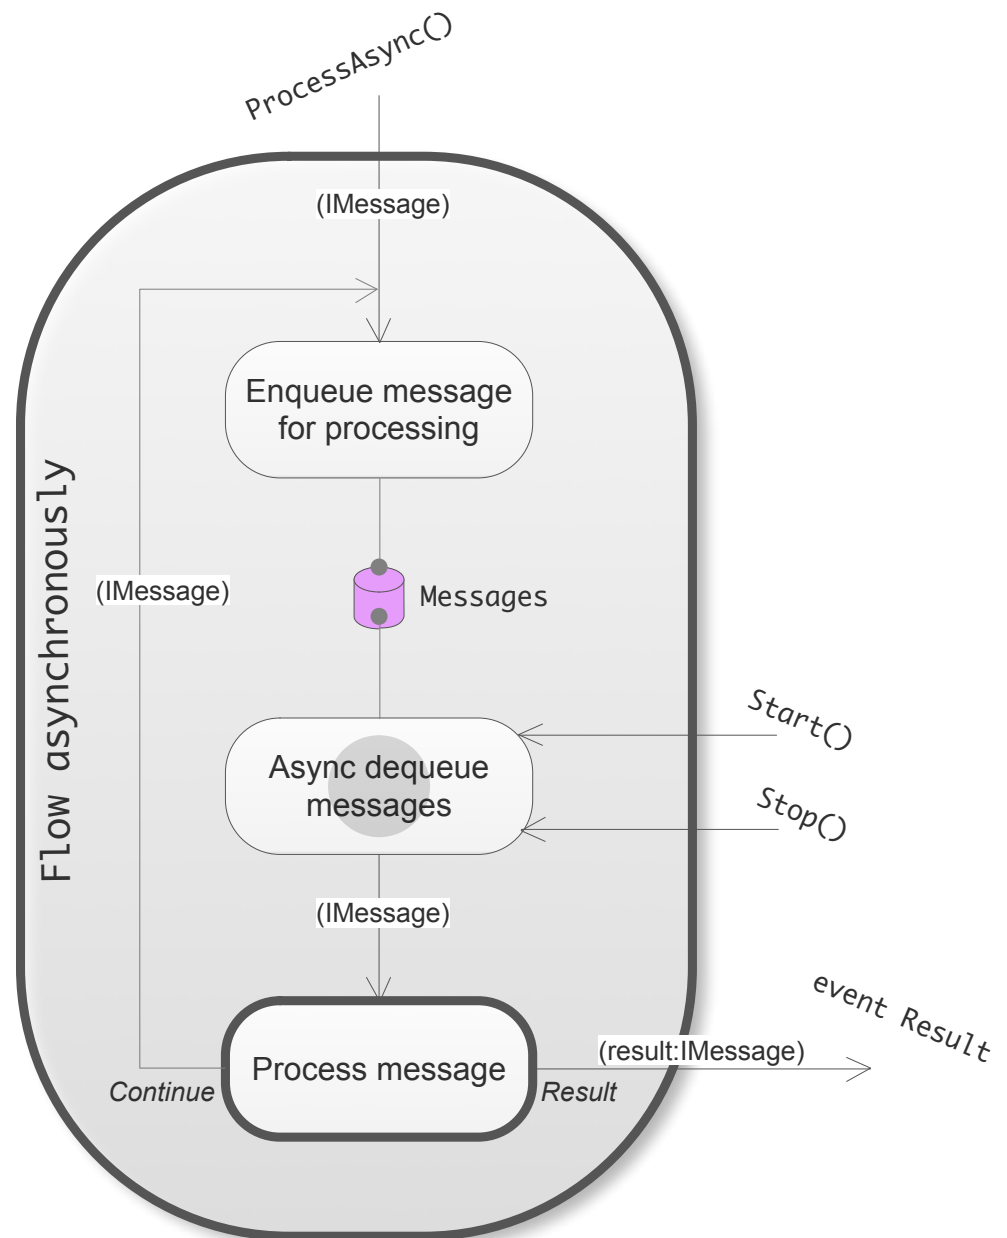 ProcessAsync()
(IMessage)
Enqueue message
for processing
Flow asynchronously
(IMessage)
Messages
Start()
Async dequeue
messages
Stop()
(IMessage)
event Result
(result:IMessage)
Process message
Continue
Result